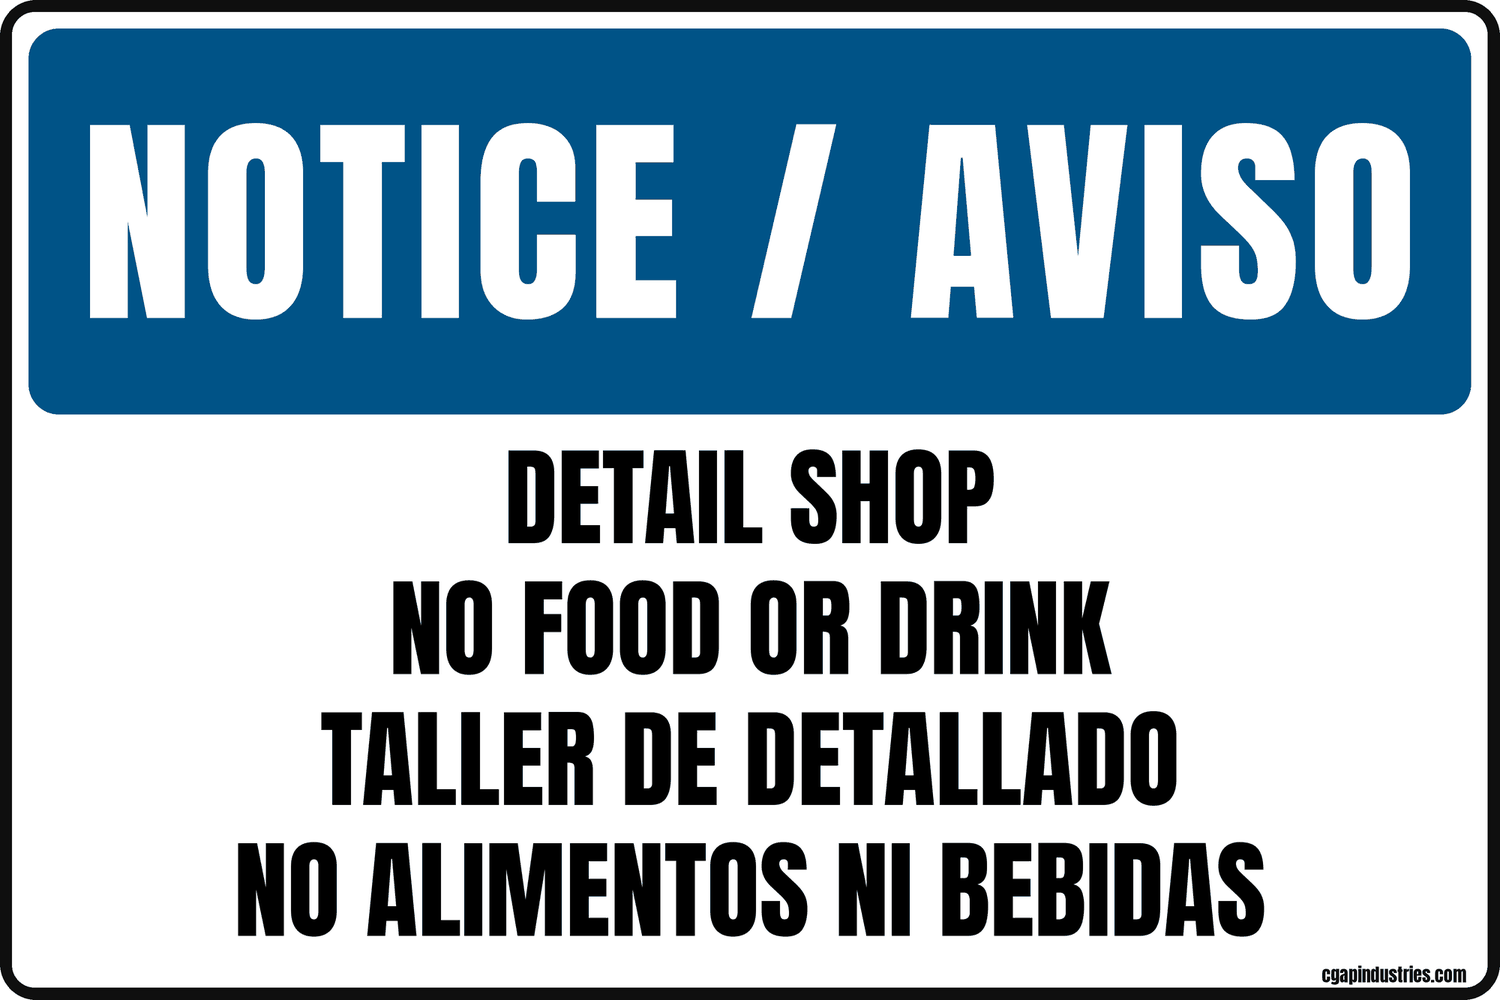 NOTICE / AVISO
DETAIL SHOP
NO FOOD OR DRINK
TALLER DE DETALLADO
NO ALIMENTOS NI BEBIDAS
cgapindustries.com